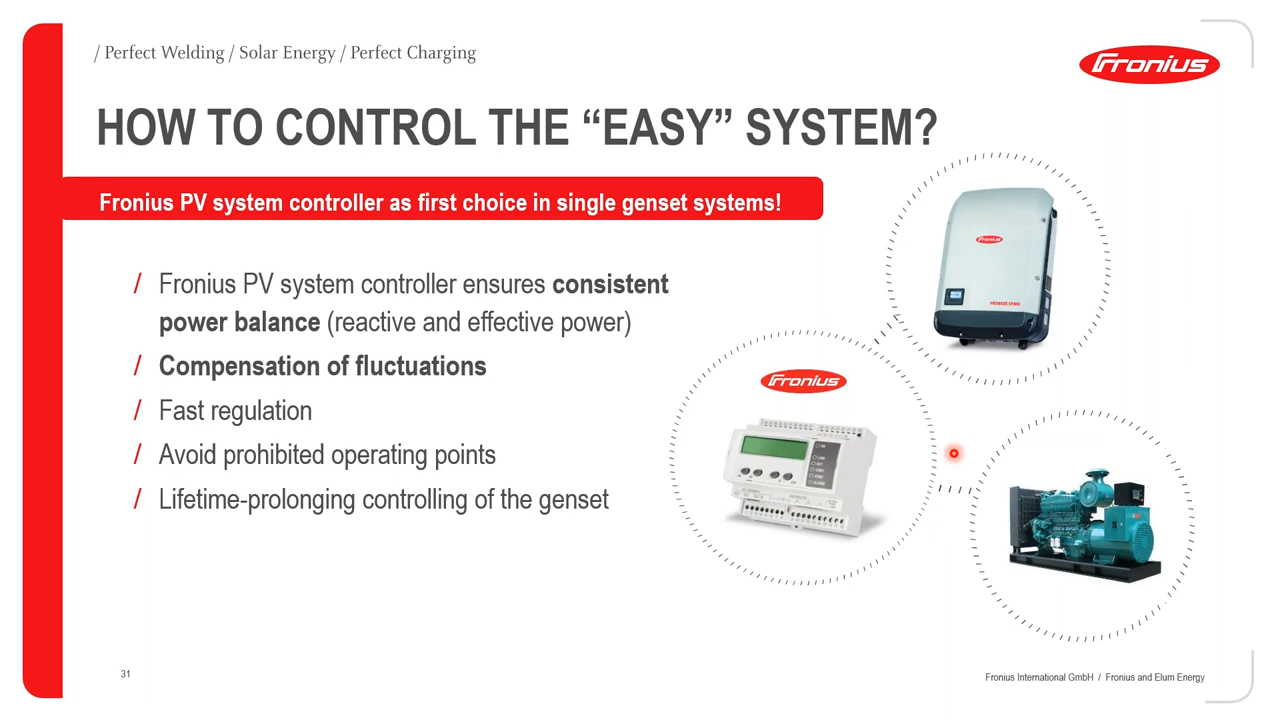 / Perfect Welding / Solar Energy / Perfect Charging
Fronius
HOW TO CONTROL THE “EASY” SYSTEM?
Fronius PV system controller as first choice in single genset systems!
/ Fronius PV system controller ensures consistent
power balance (reactive and effective power)
/ Compensation of fluctuations
/ Fast regulation
/ Avoid prohibited operating points
/ Lifetime-prolonging controlling of the genset
Fronius
FRONIUS SYMO
Fronius
31
Fronius International GmbH / Fronius and Elum Energy